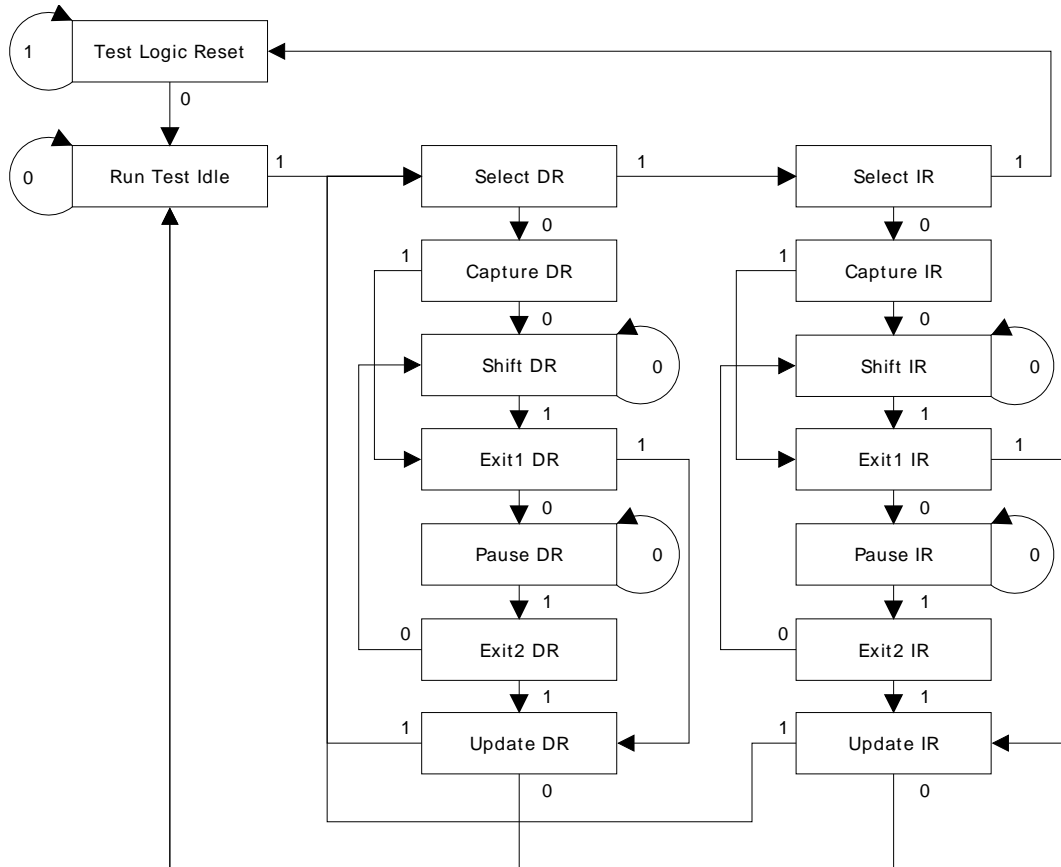 1 Test Logic Reset
0
0 Run Test Idle 1 Select DR 1 Select IR 1
0 0
1 Capture DR 1 Capture IR
0 0
Shift DR 0 Shift IR 0
1 1
Exit1 DR 1 Exit1 IR 1
0 0
Pause DR 0 Pause IR 0
1 1
0 Exit2 DR 0 Exit2 IR
1 1
1 Update DR 1 Update IR
0 0